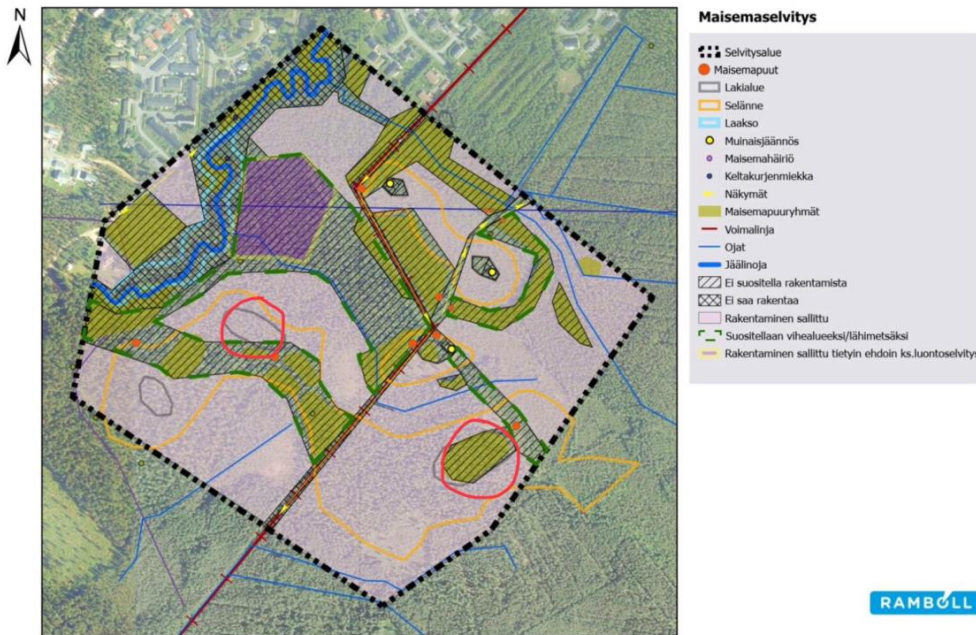 N
Maisemaselvitys
Selvitysalue
Maisemapuut
Lakialue
Selänne
Laakso
Muinaisjäännös
Maisemahäiriö
Keltakurjenmiekka
Näkymät
Maisemapuuryhmät
Voimalinja
Ojat
Jäälinoja
Ei suositella rakentamista
Ei saa rakentaa
Rakentaminen sallittu
Suositellaan vihealueeksi/lähimetsäksi
Rakentaminen sallittu tietyin ehdoin ks.luontoselvitys
RAMBOLL